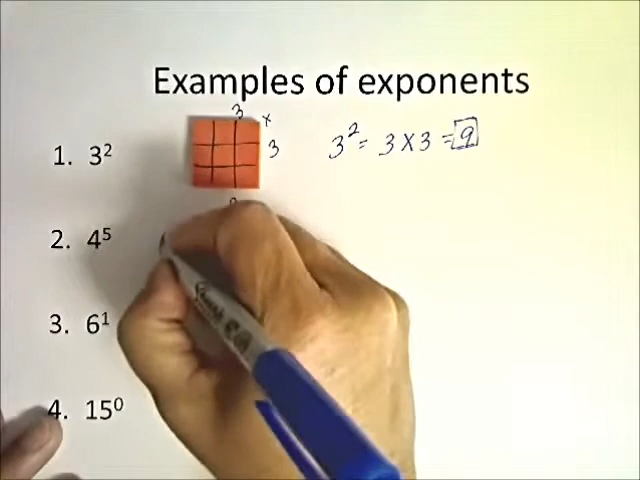 Examples of exponents
3 x
1. 3² 3 3² = 3 x 3 = 9
2. 4⁵
3. 6¹
4. 15⁰